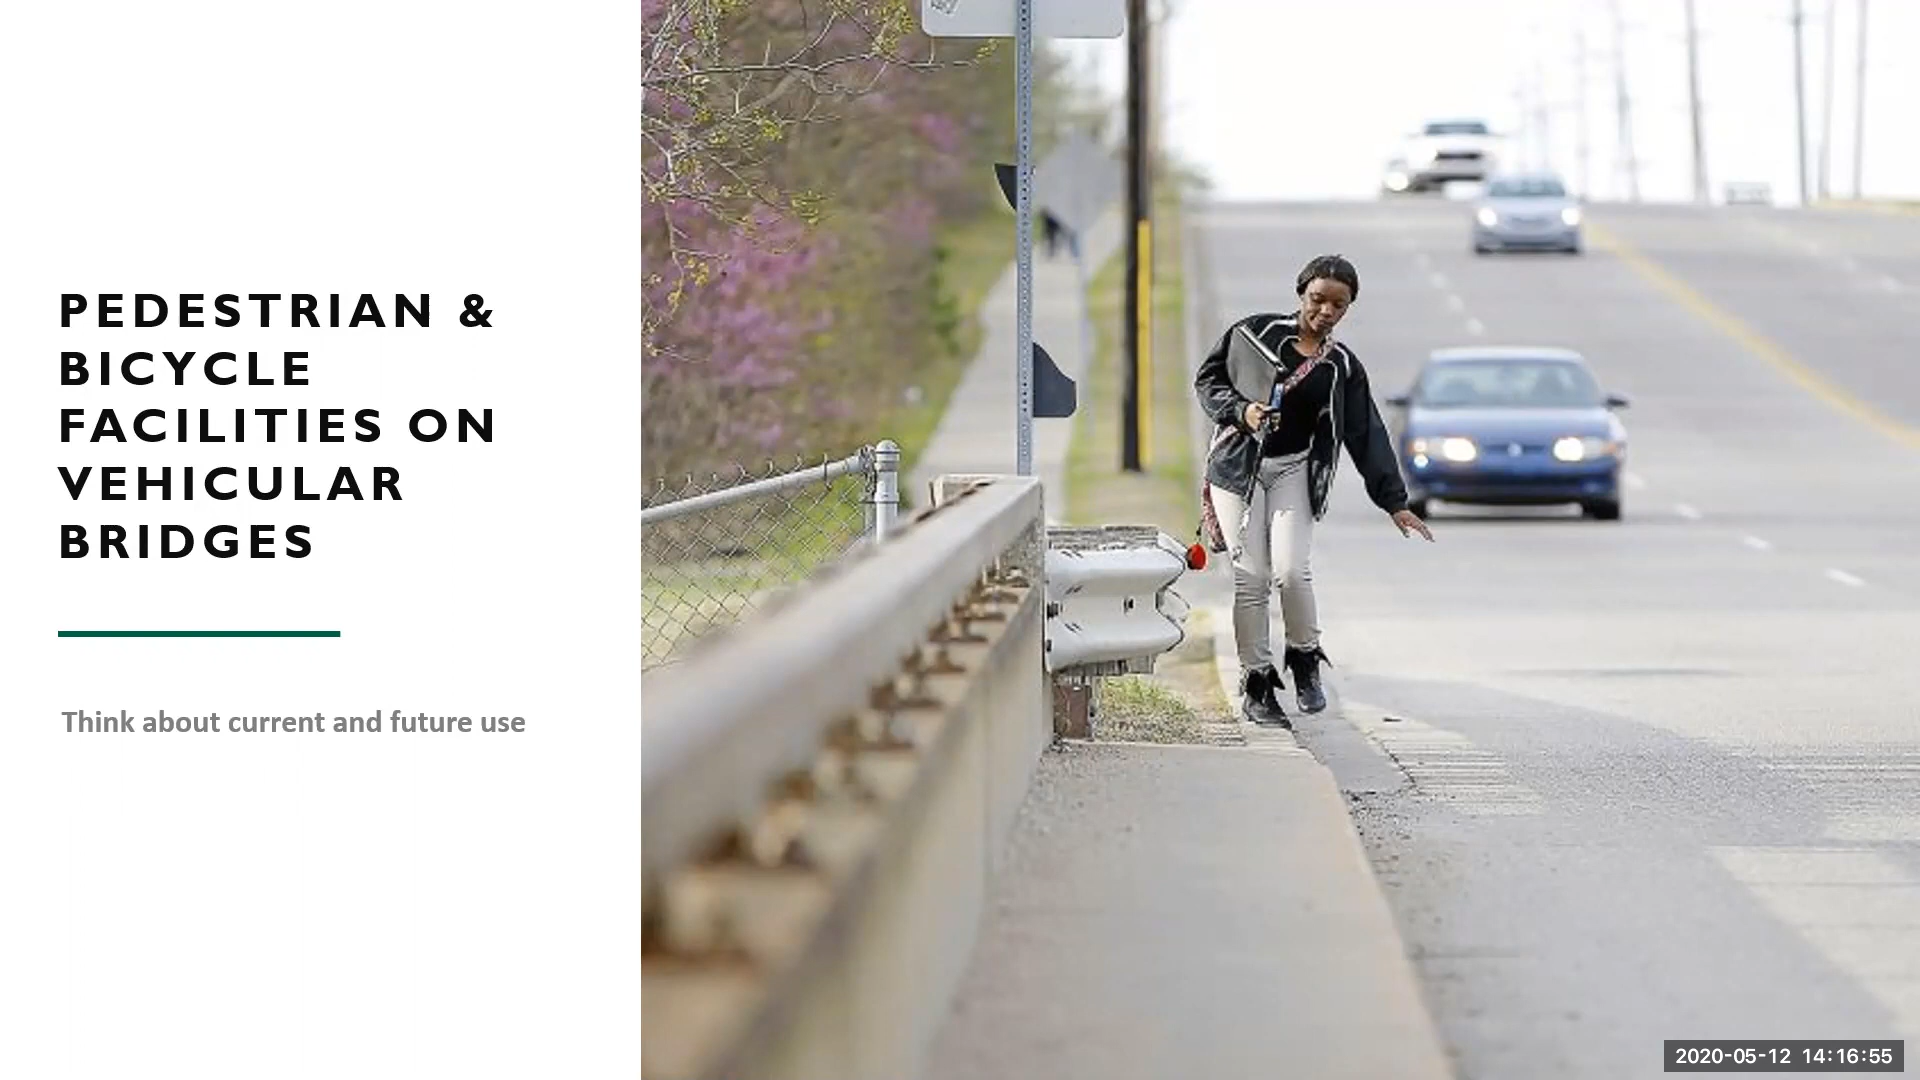 PEDESTRIAN &
BICYCLE
FACILITIES ON
VEHICULAR
BRIDGES
Think about current and future use
2020-05-12 14:16:55